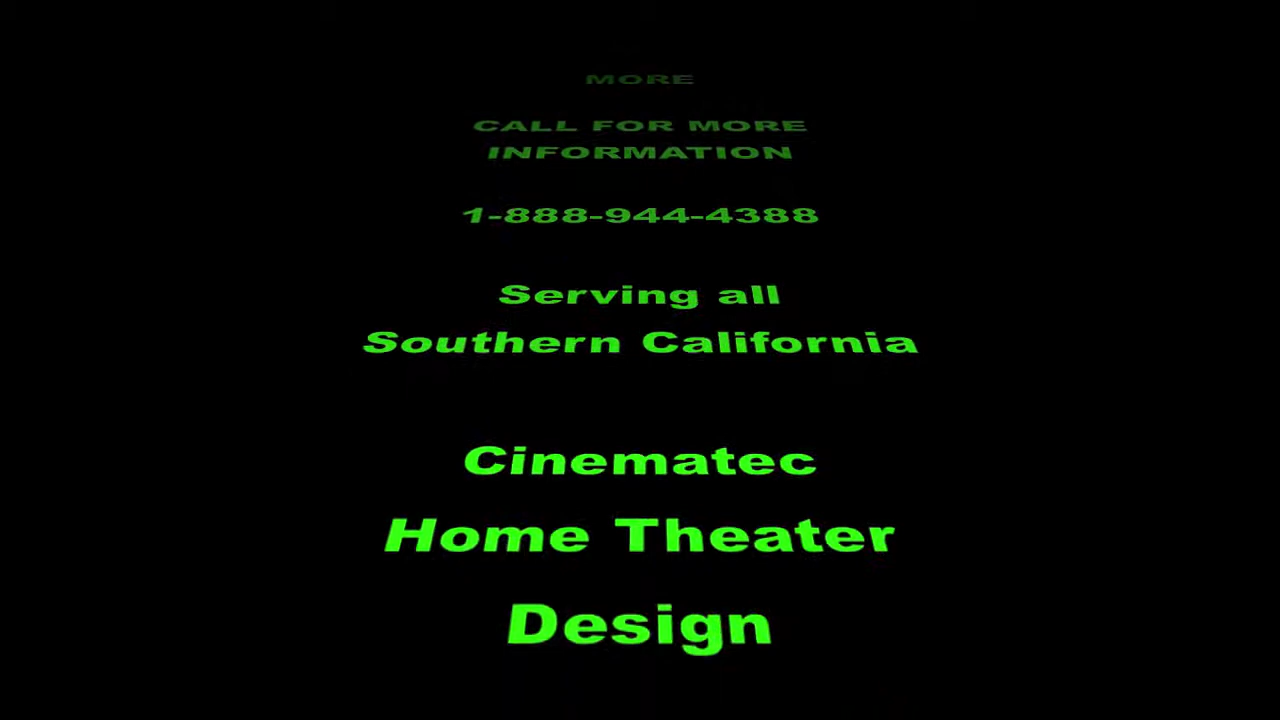 MORE
CALL FOR MORE
INFORMATION
1-888-944-4388
Serving all
Southern California
Cinematec
Home Theater
Design